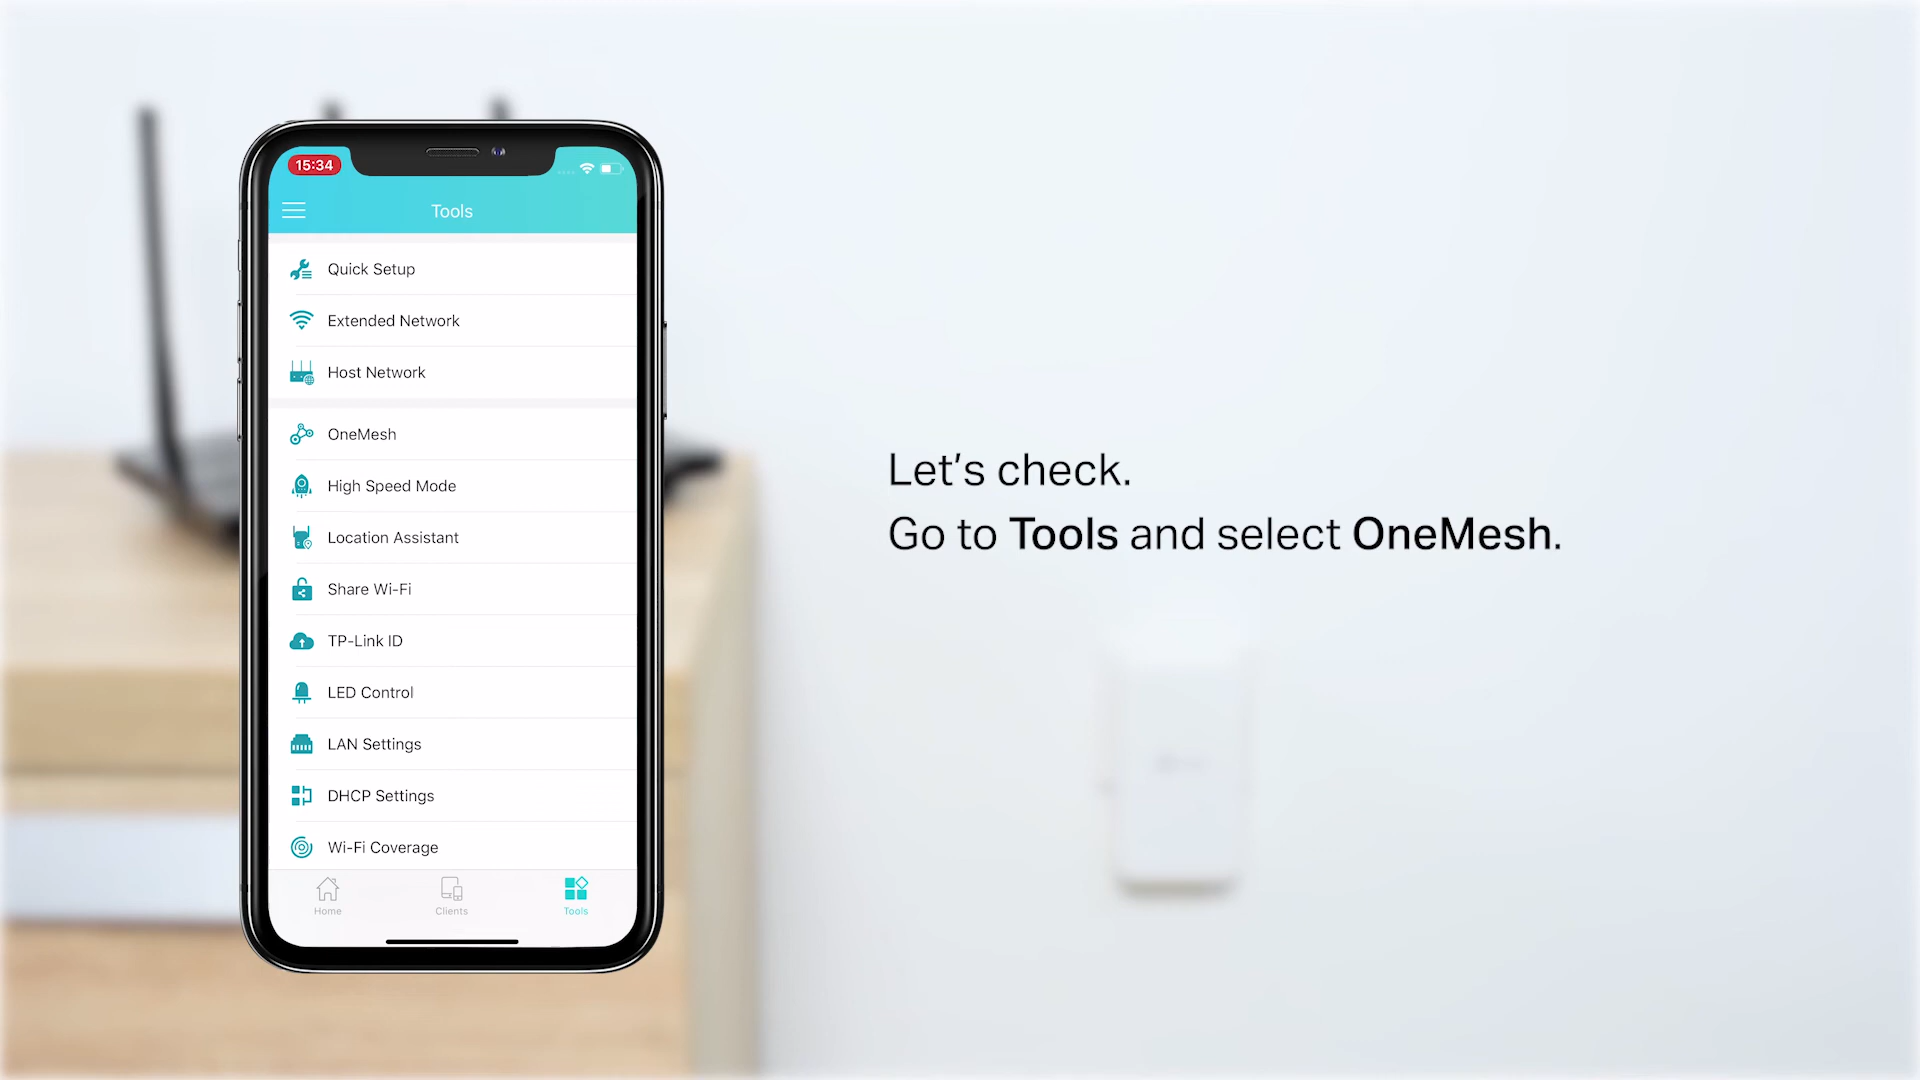 15:34
Tools
Quick Setup
Extended Network
Host Network
OneMesh
High Speed Mode
Location Assistant
Share Wi-Fi
TP-Link ID
LED Control
LAN Settings
DHCP Settings
Wi-Fi Coverage
Home
Clients
Tools
Let's check.
Go to Tools and select OneMesh.